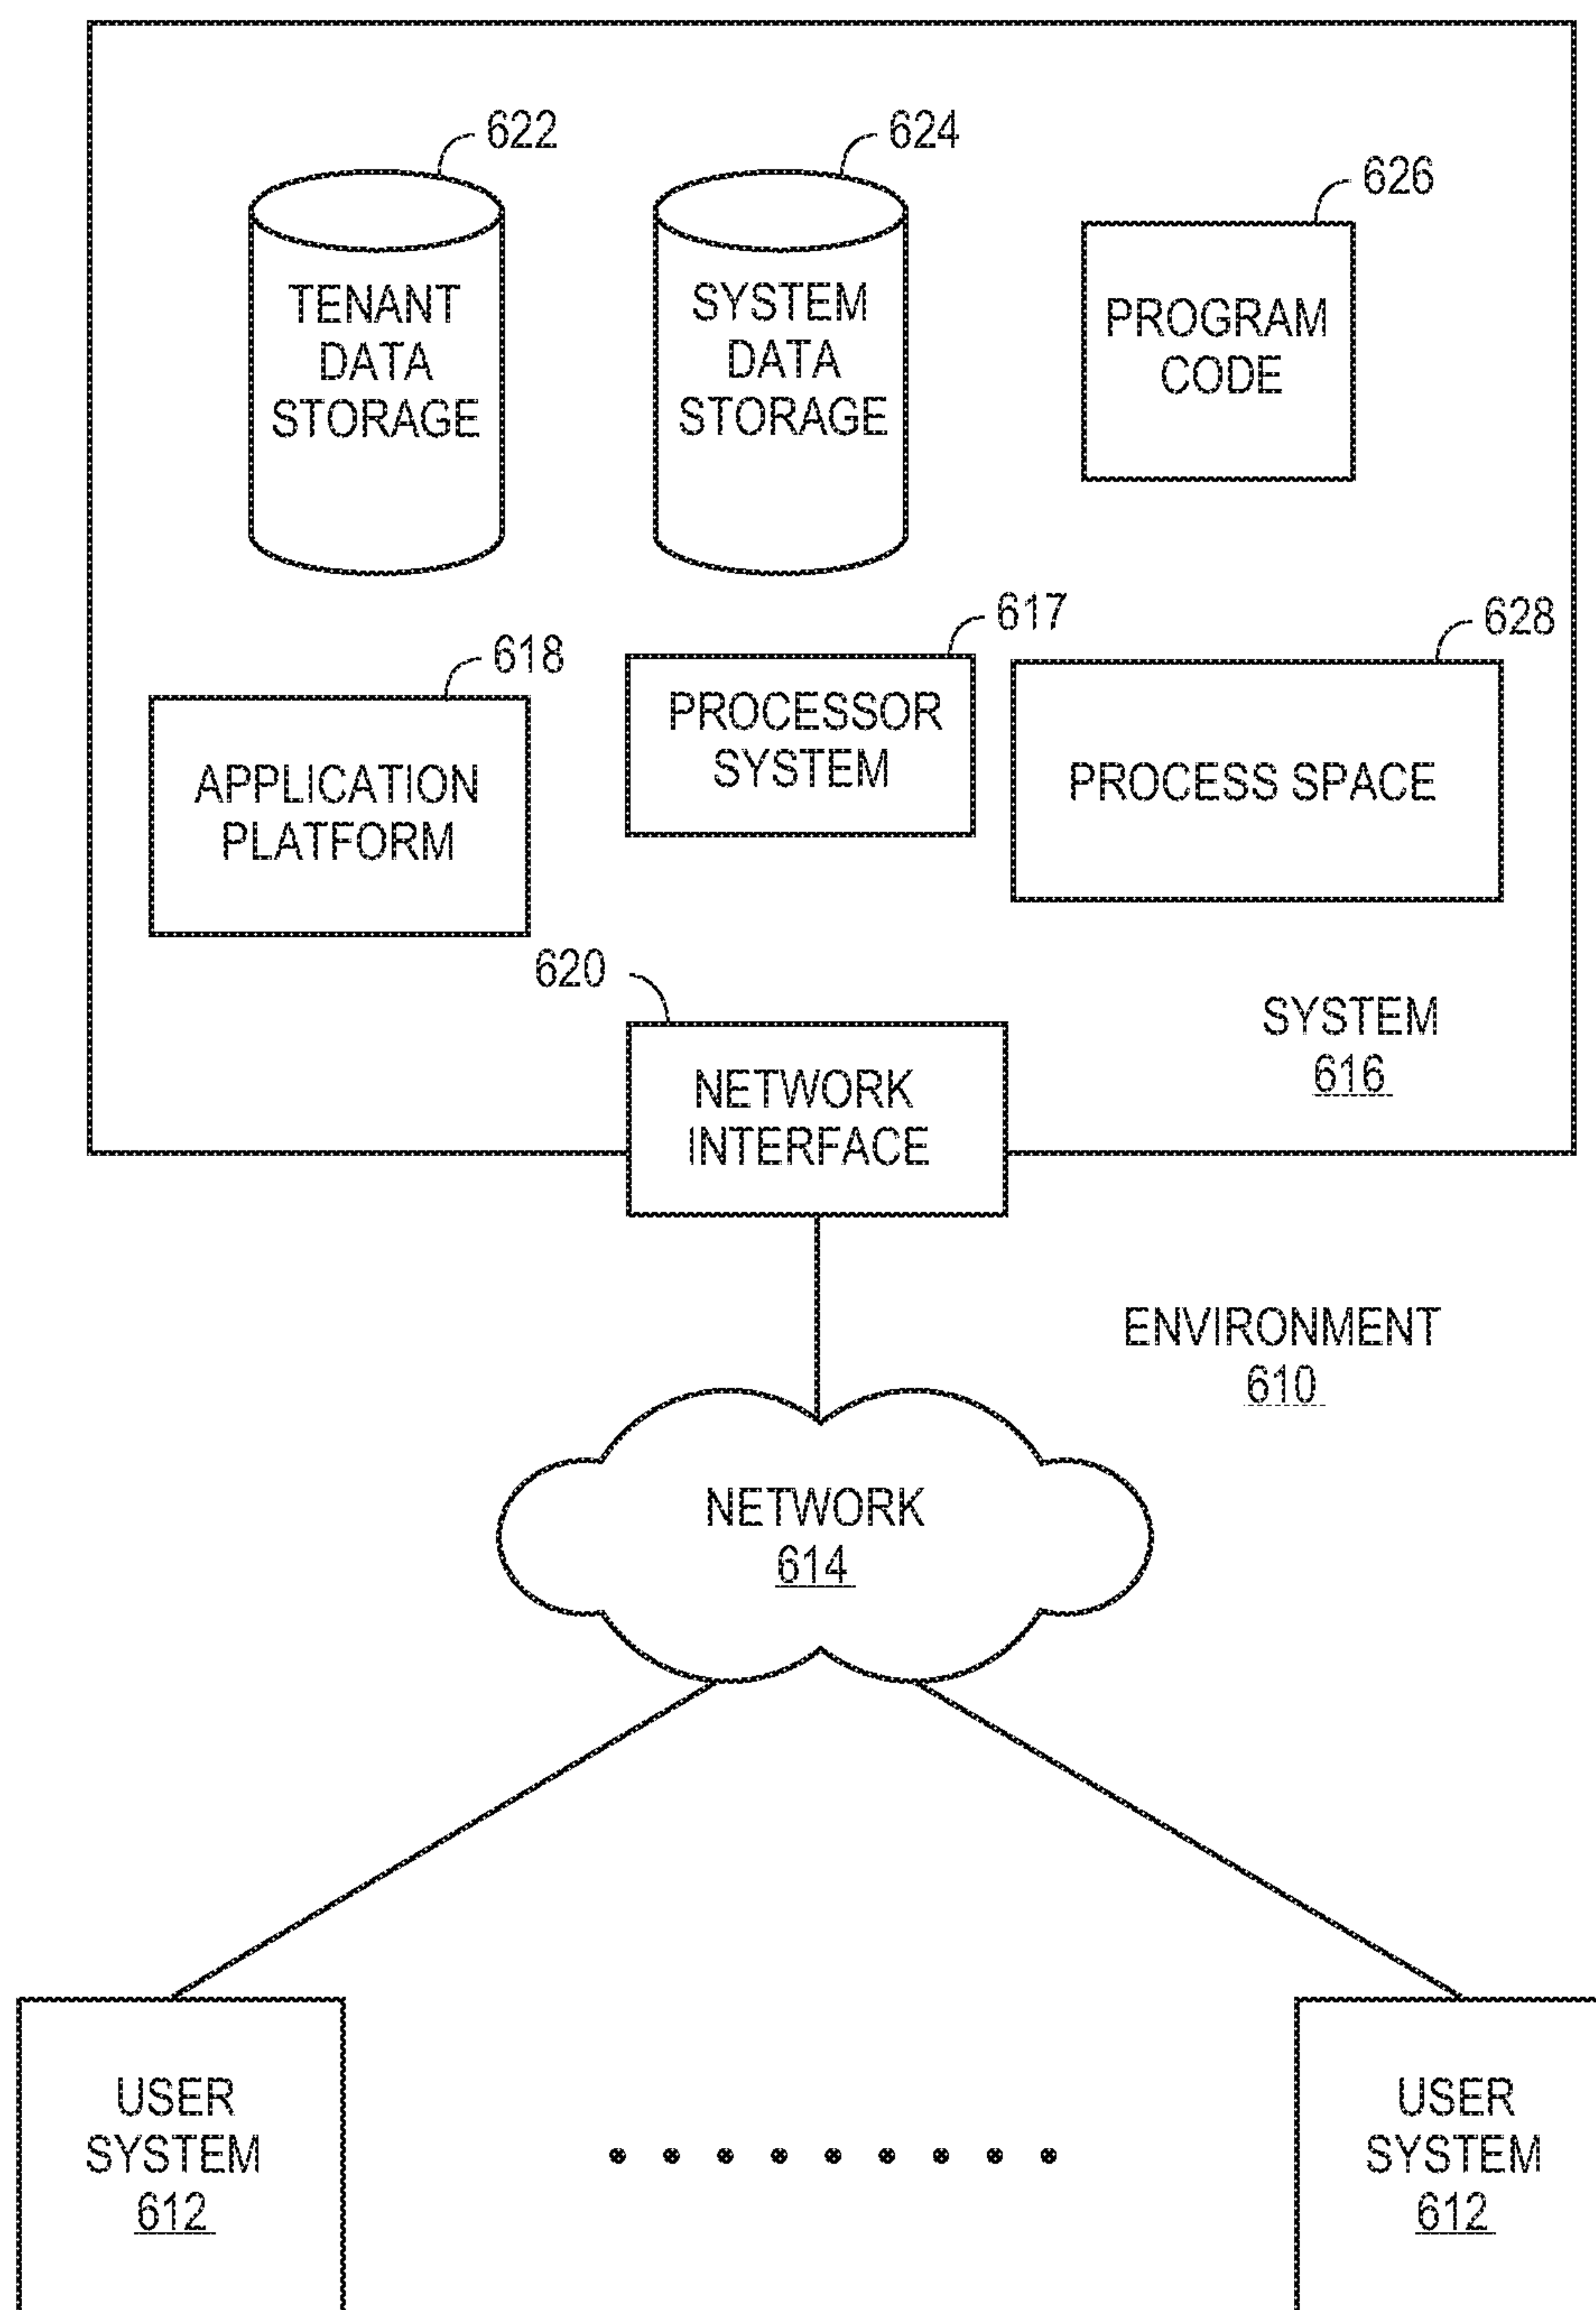 622
624
626
TENANT
DATA
STORAGE
SYSTEM
DATA
STORAGE
PROGRAM
CODE
618
617
628
APPLICATION
PLATFORM
PROCESSOR
SYSTEM
PROCESS SPACE
620
NETWORK
INTERFACE
SYSTEM
616
ENVIRONMENT
610
NETWORK
614
USER
SYSTEM
612
USER
SYSTEM
612